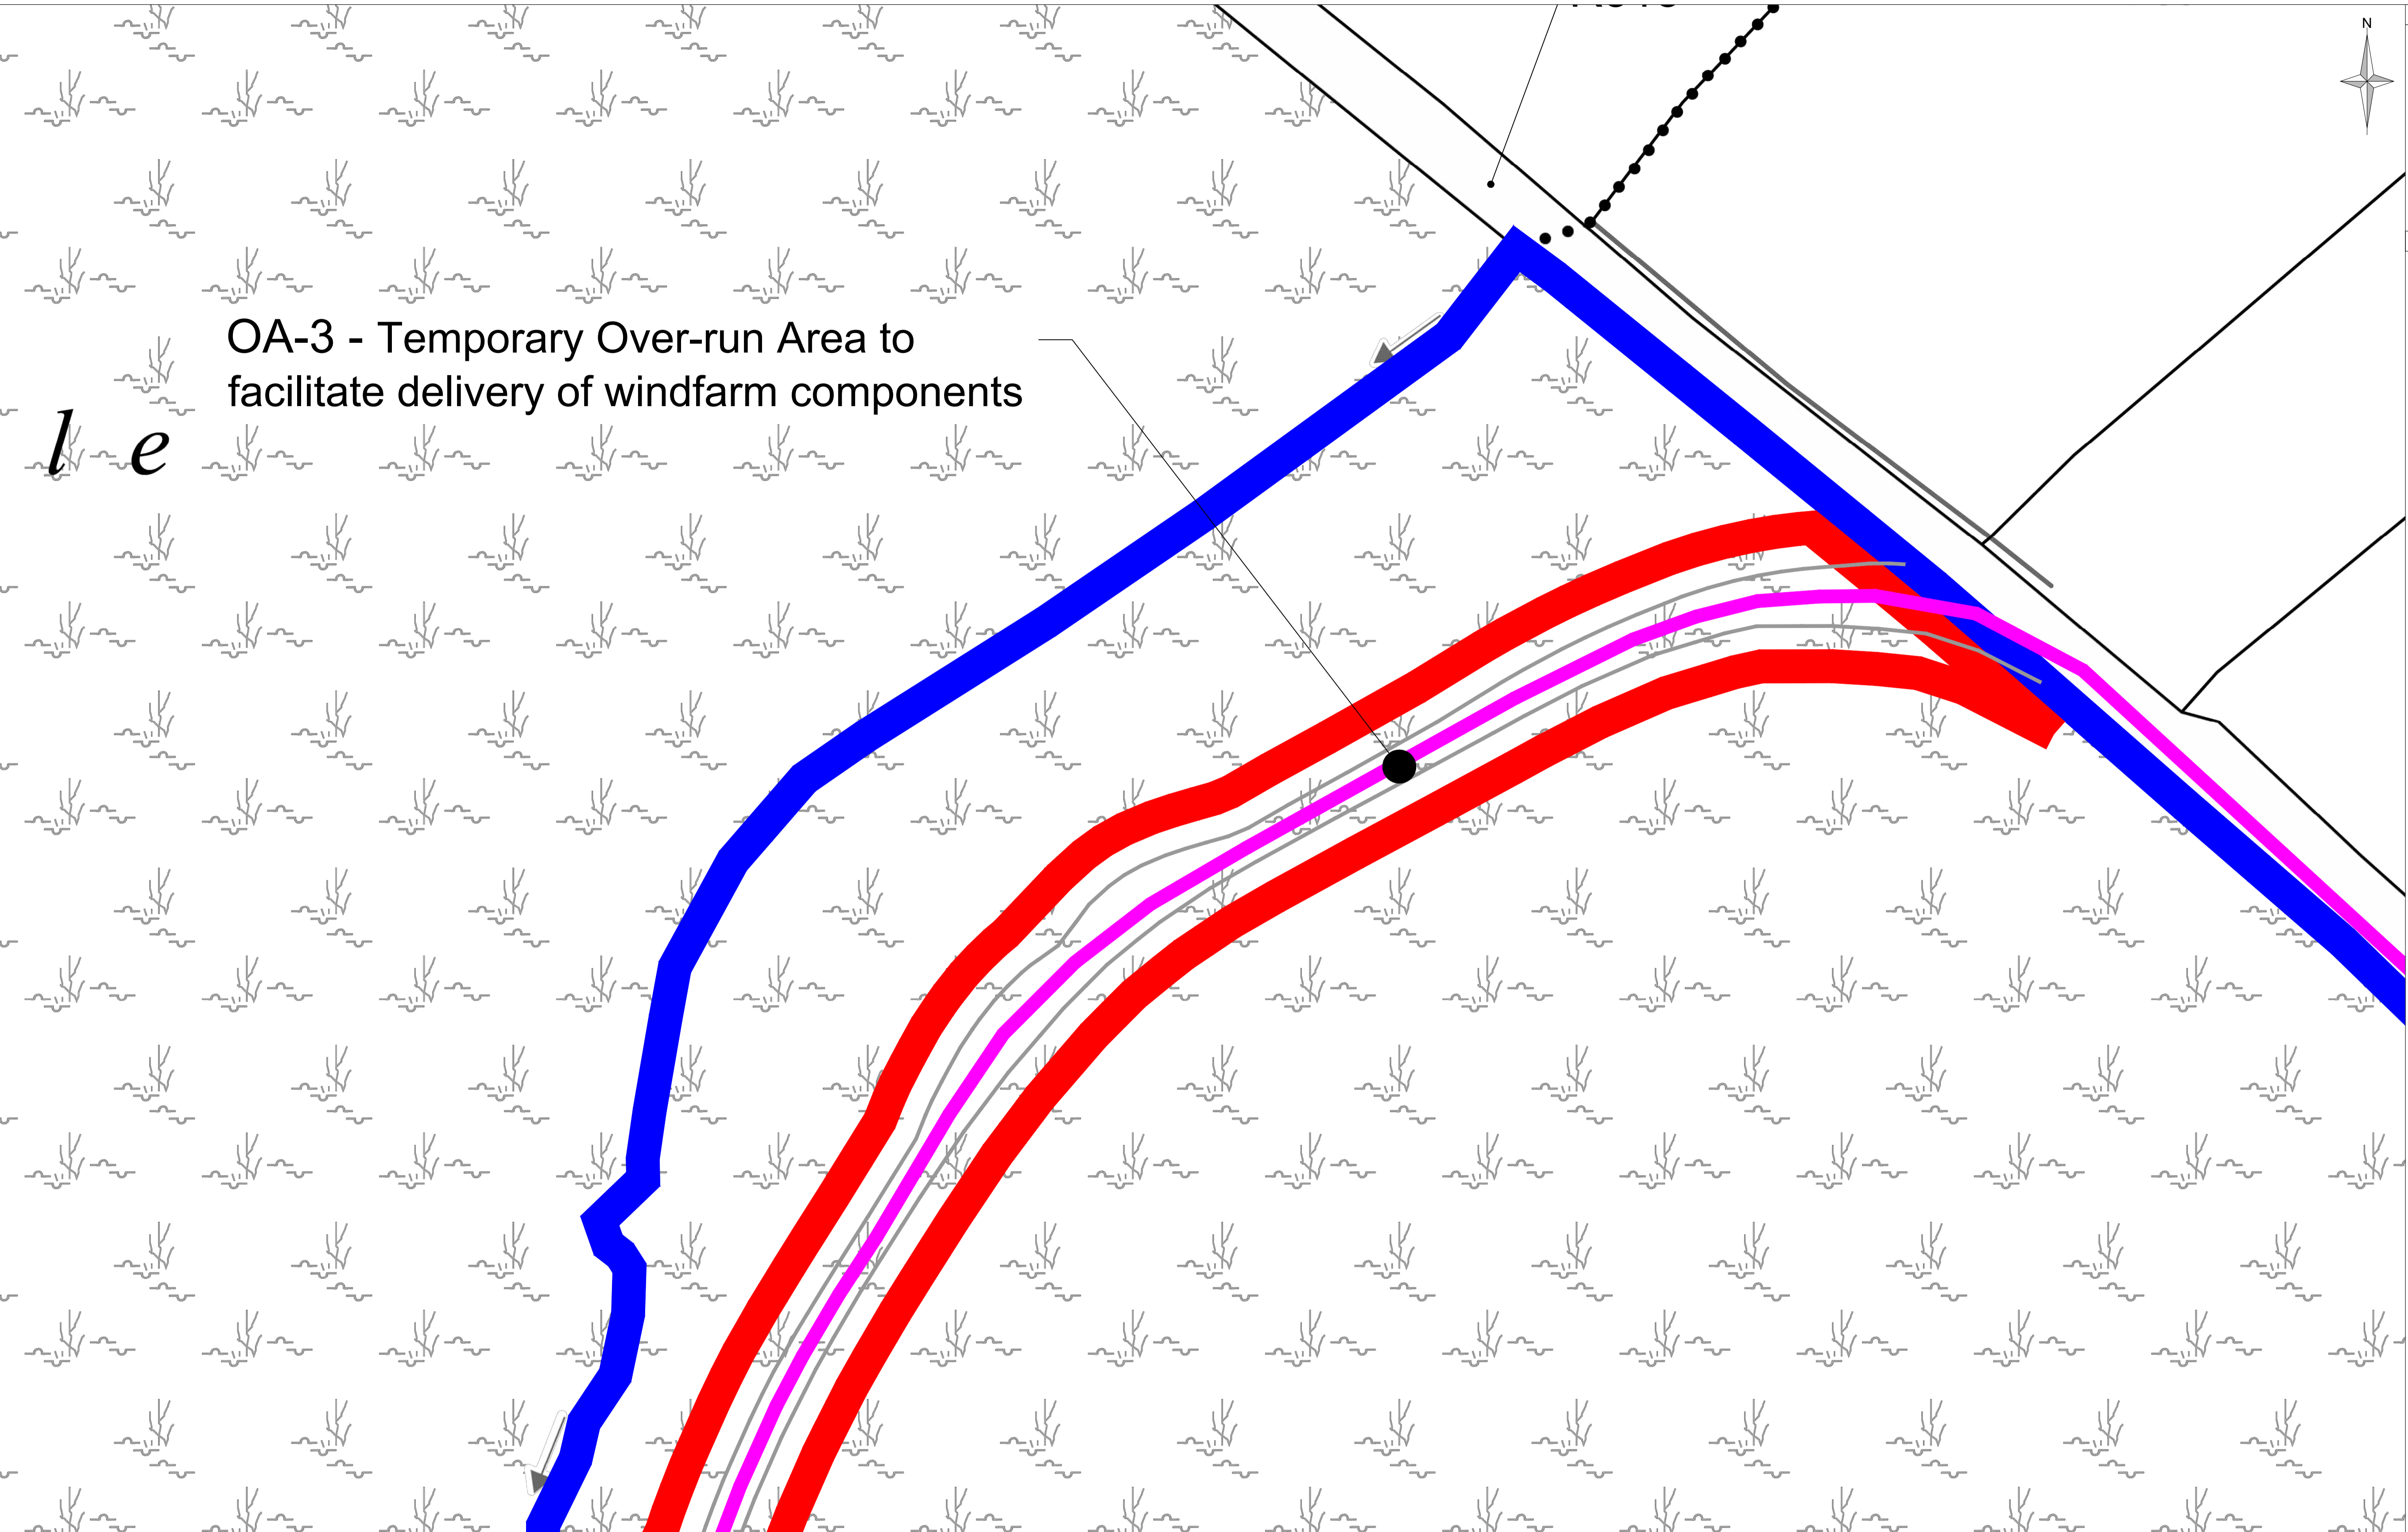 N
OA-3 - Temporary Over-run Area to
facilitate delivery of windfarm components
l e